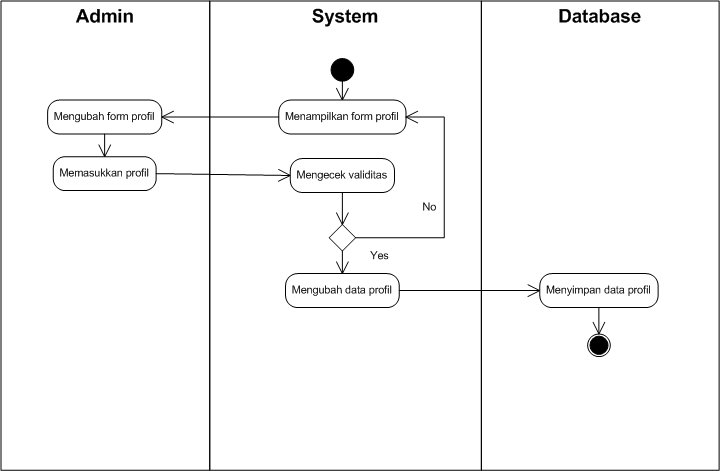 Admin
System
Database
Mengubah form profil
Menampilkan form profil
Memasukkan profil
Mengecek validitas
No
Yes
Mengubah data profil
Menyimpan data profil